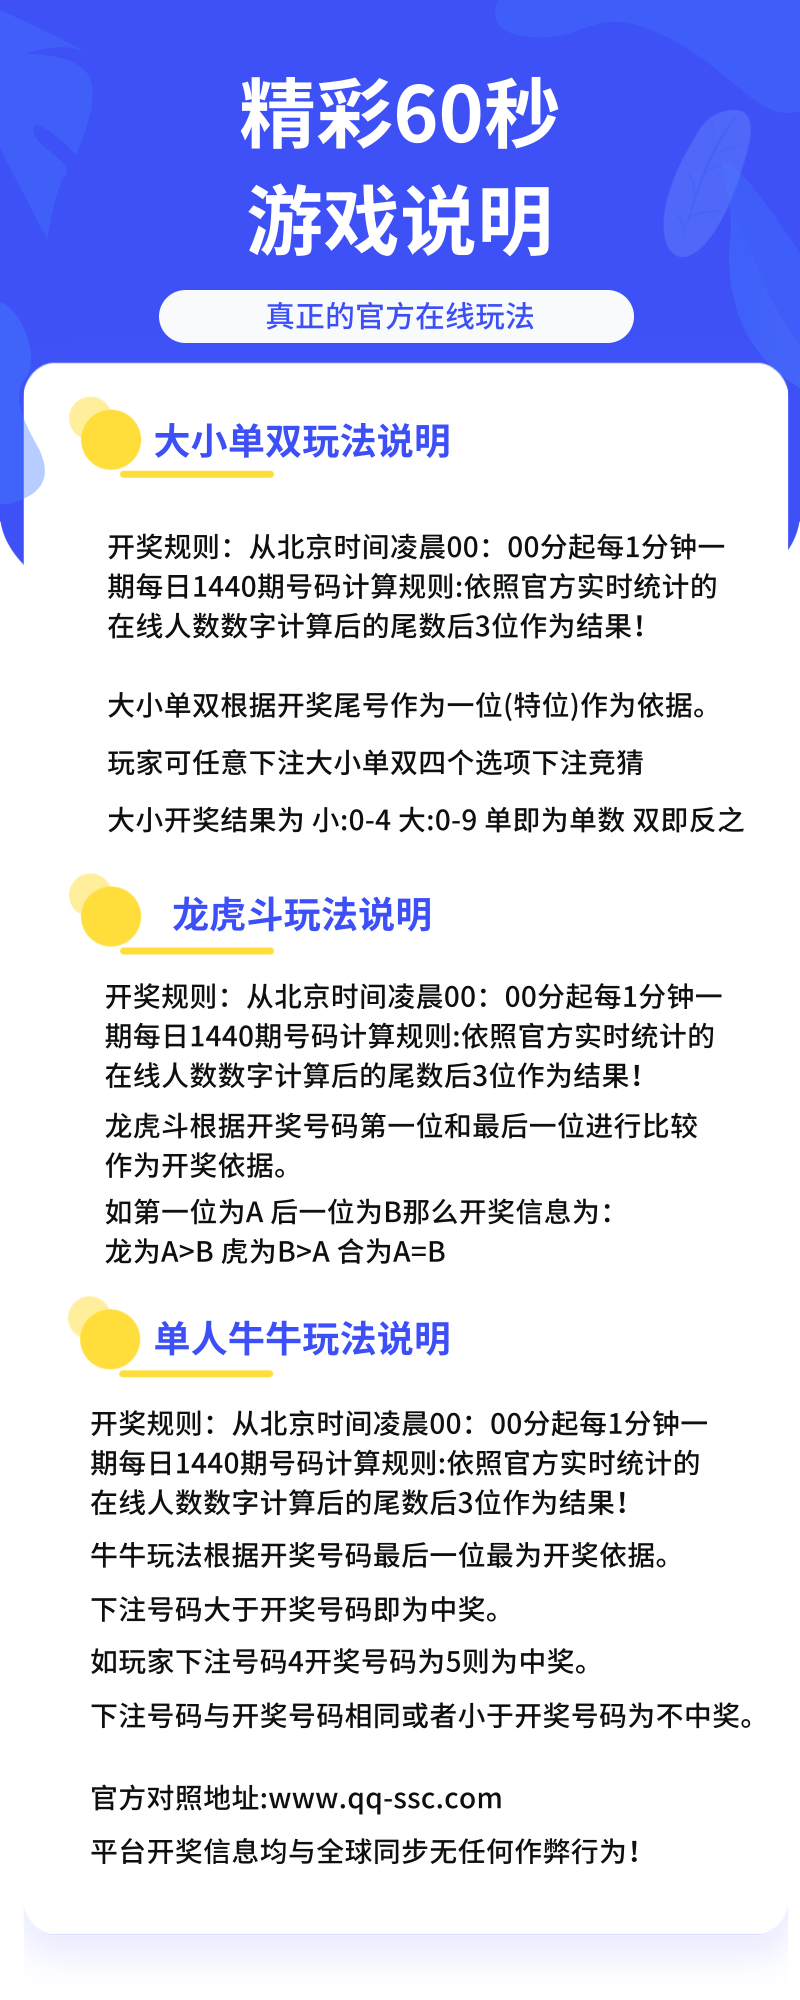 精彩60秒
游戏说明
真正的官方在线玩法
大小单双玩法说明
开奖规则：从北京时间凌晨00：00分起每1分钟一
期每日1440期号码计算规则:依照官方实时统计的
在线人数数字计算后的尾数后3位作为结果！
大小单双根据开奖尾号作为一位(特位)作为依据。
玩家可任意下注大小单双四个选项下注竞猜
大小开奖结果为 小:0-4 大:0-9 单即为单数 双即反之
龙虎斗玩法说明
开奖规则：从北京时间凌晨00：00分起每1分钟一
期每日1440期号码计算规则:依照官方实时统计的
在线人数数字计算后的尾数后3位作为结果！
龙虎斗根据开奖号码第一位和最后一位进行比较
作为开奖依据。
如第一位为A 后一位为B那么开奖信息为：
龙为A>B 虎为B>A 合为A=B
单人牛牛玩法说明
开奖规则：从北京时间凌晨00：00分起每1分钟一
期每日1440期号码计算规则:依照官方实时统计的
在线人数数字计算后的尾数后3位作为结果！
牛牛玩法根据开奖号码最后一位最为开奖依据。
下注号码大于开奖号码即为中奖。
如玩家下注号码4开奖号码为5则为中奖。
下注号码与开奖号码相同或者小于开奖号码为不中奖。
官方对照地址:www.qq-ssc.com
平台开奖信息均与全球同步无任何作弊行为！